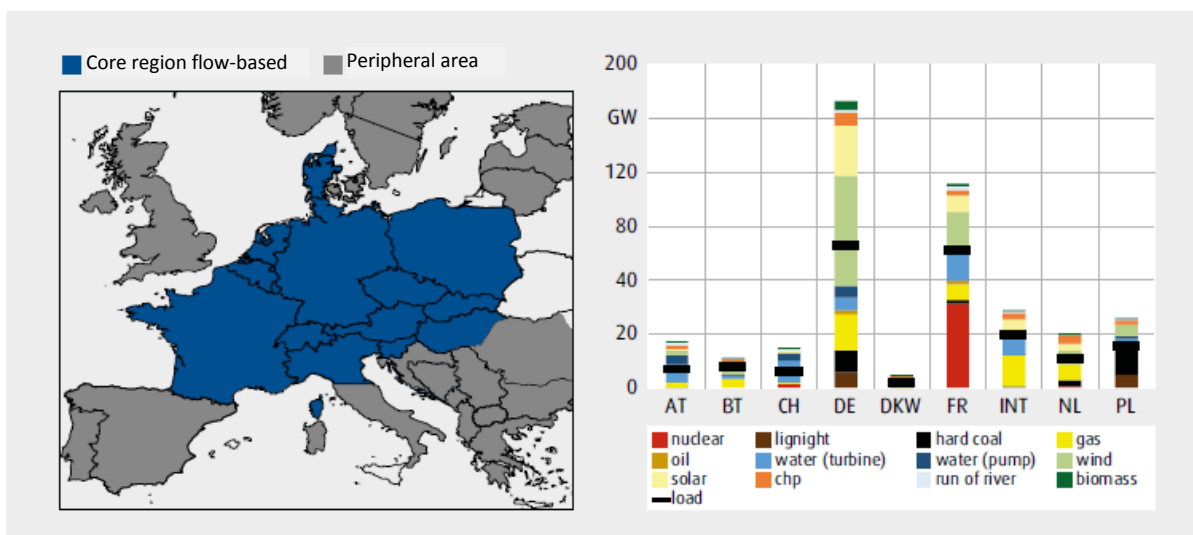 Core region flow-based
Peripheral area
200
GW
120
80
40
20
0
AT BT CH DE DKW FR INT NL PL
nuclear lignight hard coal gas
oil water (turbine) water (pump) wind
solar chp run of river biomass
load